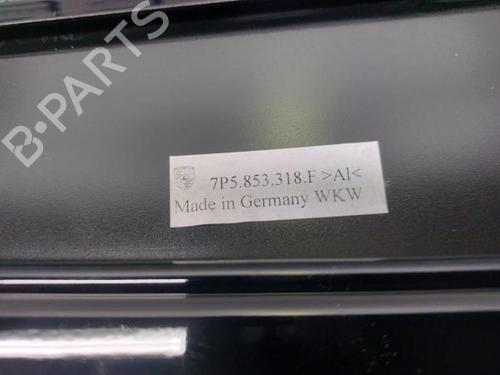 B-PARTS
7P5.853.318.F >Al<
Made in Germany WKW